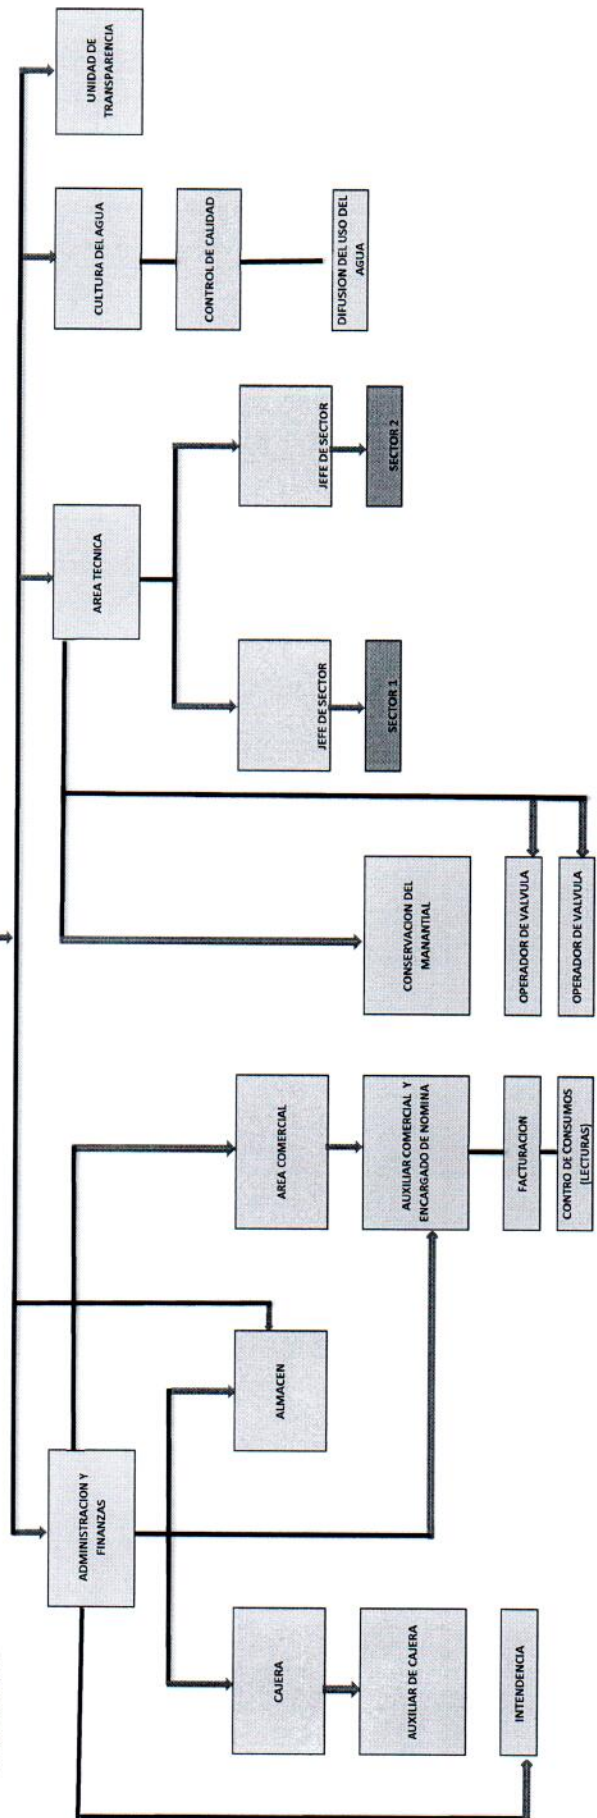 ADMINISTRACION Y
FINANZAS
AREA TECNICA
CULTURA DEL AGUA
UNIDAD DE
TRANSPARENCIA
CONTROL DE CALIDAD
DIFUSION DEL USO DEL
AGUA
CAJERA
ALMACEN
AREA COMERCIAL
JEFE DE SECTOR
JEFE DE SECTOR
SECTOR 1
SECTOR 2
AUXILIAR DE CAJERA
AUXILIAR COMERCIAL Y
ENCARGADO DE NOMINA
CONSERVACION DEL
MANANTIAL
INTENDENCIA
FACTURACION
OPERADOR DE VALVULA
CONTRO DE CONSUMOS
(LECTURAS)
OPERADOR DE VALVULA